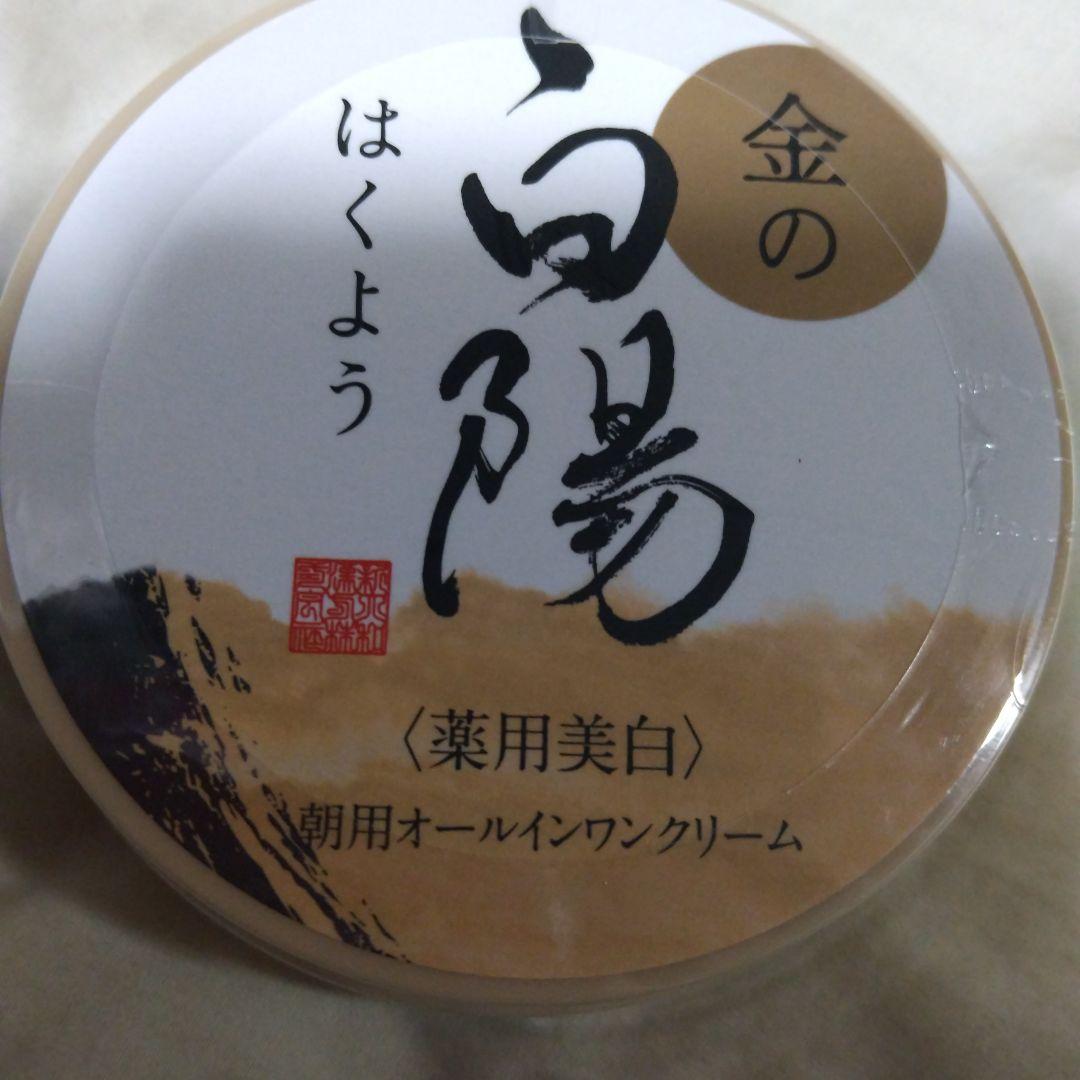 金の
白陽
はくよう
〈薬用美白〉
朝用オールインワンクリーム